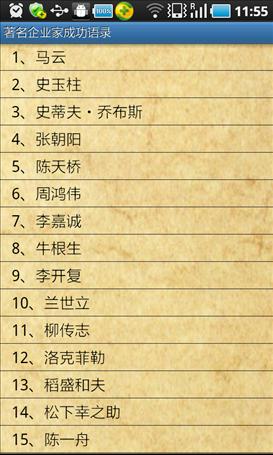 100%
11:55
著名企业家成功语录
1、马云
2、史玉柱
3、史蒂夫·乔布斯
4、张朝阳
5、陈天桥
6、周鸿伟
7、李嘉诚
8、牛根生
9、李开复
10、兰世立
11、柳传志
12、洛克菲勒
13、稻盛和夫
14、松下幸之助
15、陈一舟